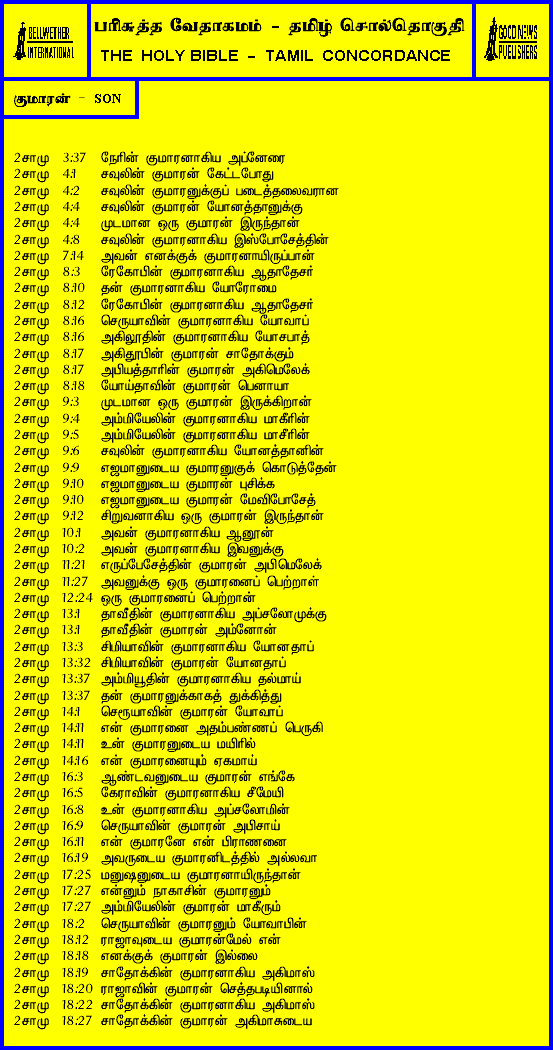 BELLWETHER
INTERNATIONAL
பரிசுத்த வேதாகமம் - தமிழ் சொல்தொகுதி
THE HOLY BIBLE - TAMIL CONCORDANCE
GOOD NEWS
PUBLISHERS
குமாரன் - SON
2சாமு 3:37 நேரின் குமாரனாகிய அப்னேரை
2சாமு 4:1 சவுலின் குமாரன் கேட்டபோது
2சாமு 4:2 சவுலின் குமாரனுக்குப் படைத்தலைவரான
2சாமு 4:4 சவுலின் குமாரன் யோனத்தானுக்கு
2சாமு 4:4 முடமான ஒரு குமாரன் இருந்தான்
2சாமு 4:8 சவுலின் குமாரனாகிய இஸ்போசேத்தின்
2சாமு 7:14 அவன் எனக்குக் குமாரனாயிருப்பான்
2சாமு 8:3 ரேகோபின் குமாரனாகிய ஆதாதேசர்
2சாமு 8:10 தன் குமாரனாகிய யோரோமை
2சாமு 8:12 ரேகோபின் குமாரனாகிய ஆதாதேசர்
2சாமு 8:16 செருயாவின் குமாரனாகிய யோவாப்
2சாமு 8:16 அகிலூதின் குமாரனாகிய யோசபாத்
2சாமு 8:17 அகிதூபின் குமாரன் சாதோக்கும்
2சாமு 8:17 அபியத்தாரின் குமாரன் அகிமெலேக்
2சாமு 8:18 யோய்தாவின் குமாரன் பெனாயா
2சாமு 9:3 முடமான ஒரு குமாரன் இருக்கிறான்
2சாமு 9:4 அம்மியேலின் குமாரனாகிய மாகீரின்
2சாமு 9:5 அம்மியேலின் குமாரனாகிய மாசீரின்
2சாமு 9:6 சவுலின் குமாரனாகிய யோனத்தானின்
2சாமு 9:9 எஜமானுடைய குமாரனுகுக் கொடுத்தேன்
2சாமு 9:10 எஜமானுடைய குமாரன் புசிக்க
2சாமு 9:10 எஜமானுடைய குமாரன் மேவிபோசேத்
2சாமு 9:12 சிறுவனாகிய ஒரு குமாரன் இருந்தான்
2சாமு 10:1 அவன் குமாரனாகிய ஆனூன்
2சாமு 10:2 அவன் குமாரனாகிய இவனுக்கு
2சாமு 11:21 எருப்பேசேத்தின் குமாரன் அபிமெலேக்
2சாமு 11:27 அவனுக்கு ஒரு குமாரனைப் பெற்றாள்
2சாமு 12:24 ஒரு குமாரனைப் பெற்றான்
2சாமு 13:1 தாவீதின் குமாரனாகிய அப்சலோமுக்கு
2சாமு 13:1 தாவீதின் குமாரன் அம்னோன்
2சாமு 13:3 சிமியாவின் குமாரனாகிய யோனதாப்
2சாமு 13:32 சிமியாவின் குமாரன் யோனதாப்
2சாமு 13:37 அம்மியூதின் குமாரனாகிய தல்மாய்
2சாமு 13:37 தன் குமாரனுக்காகத் துக்கித்து
2சாமு 14:1 செரூயாவின் குமாரன் யோவாப்
2சாமு 14:11 என் குமாரனை அதம்பண்ணப் பெருகி
2சாமு 14:11 உன் குமாரனுடைய மயிரில்
2சாமு 14:16 என் குமாரனையும் ஏகமாய்
2சாமு 16:3 ஆண்டவனுடைய குமாரன் எங்கே
2சாமு 16:5 கேராவின் குமாரனாகிய சீமேயி
2சாமு 16:8 உன் குமாரனாகிய அப்சலோமின்
2சாமு 16:9 செருயாவின் குமாரன் அபிசாய்
2சாமு 16:11 என் குமாரனே என் பிராணனை
2சாமு 16:19 அவருடைய குமாரனிடத்தில் அல்லவா
2சாமு 17:25 மனுஷனுடைய குமாரனாயிருந்தான்
2சாமு 17:27 என்னும் நாகாசின் குமாரனும்
2சாமு 17:27 அம்மியேலின் குமாரன் மாகீரும்
2சாமு 18:2 செருயாவின் குமாரனும் யோவாபின்
2சாமு 18:12 ராஜாவுடைய குமாரன்மேல் என்
2சாமு 18:18 எனக்குக் குமாரன் இல்லை
2சாமு 18:19 சாதோக்கின் குமாரனாகிய அகிமாஸ்
2சாமு 18:20 ராஜாவின் குமாரன் செத்தபடியினால்
2சாமு 18:22 சாதோக்கின் குமாரனாகிய அகிமாஸ்
2சாமு 18:27 சாதோக்கின் குமாரன் அகிமாசுடைய